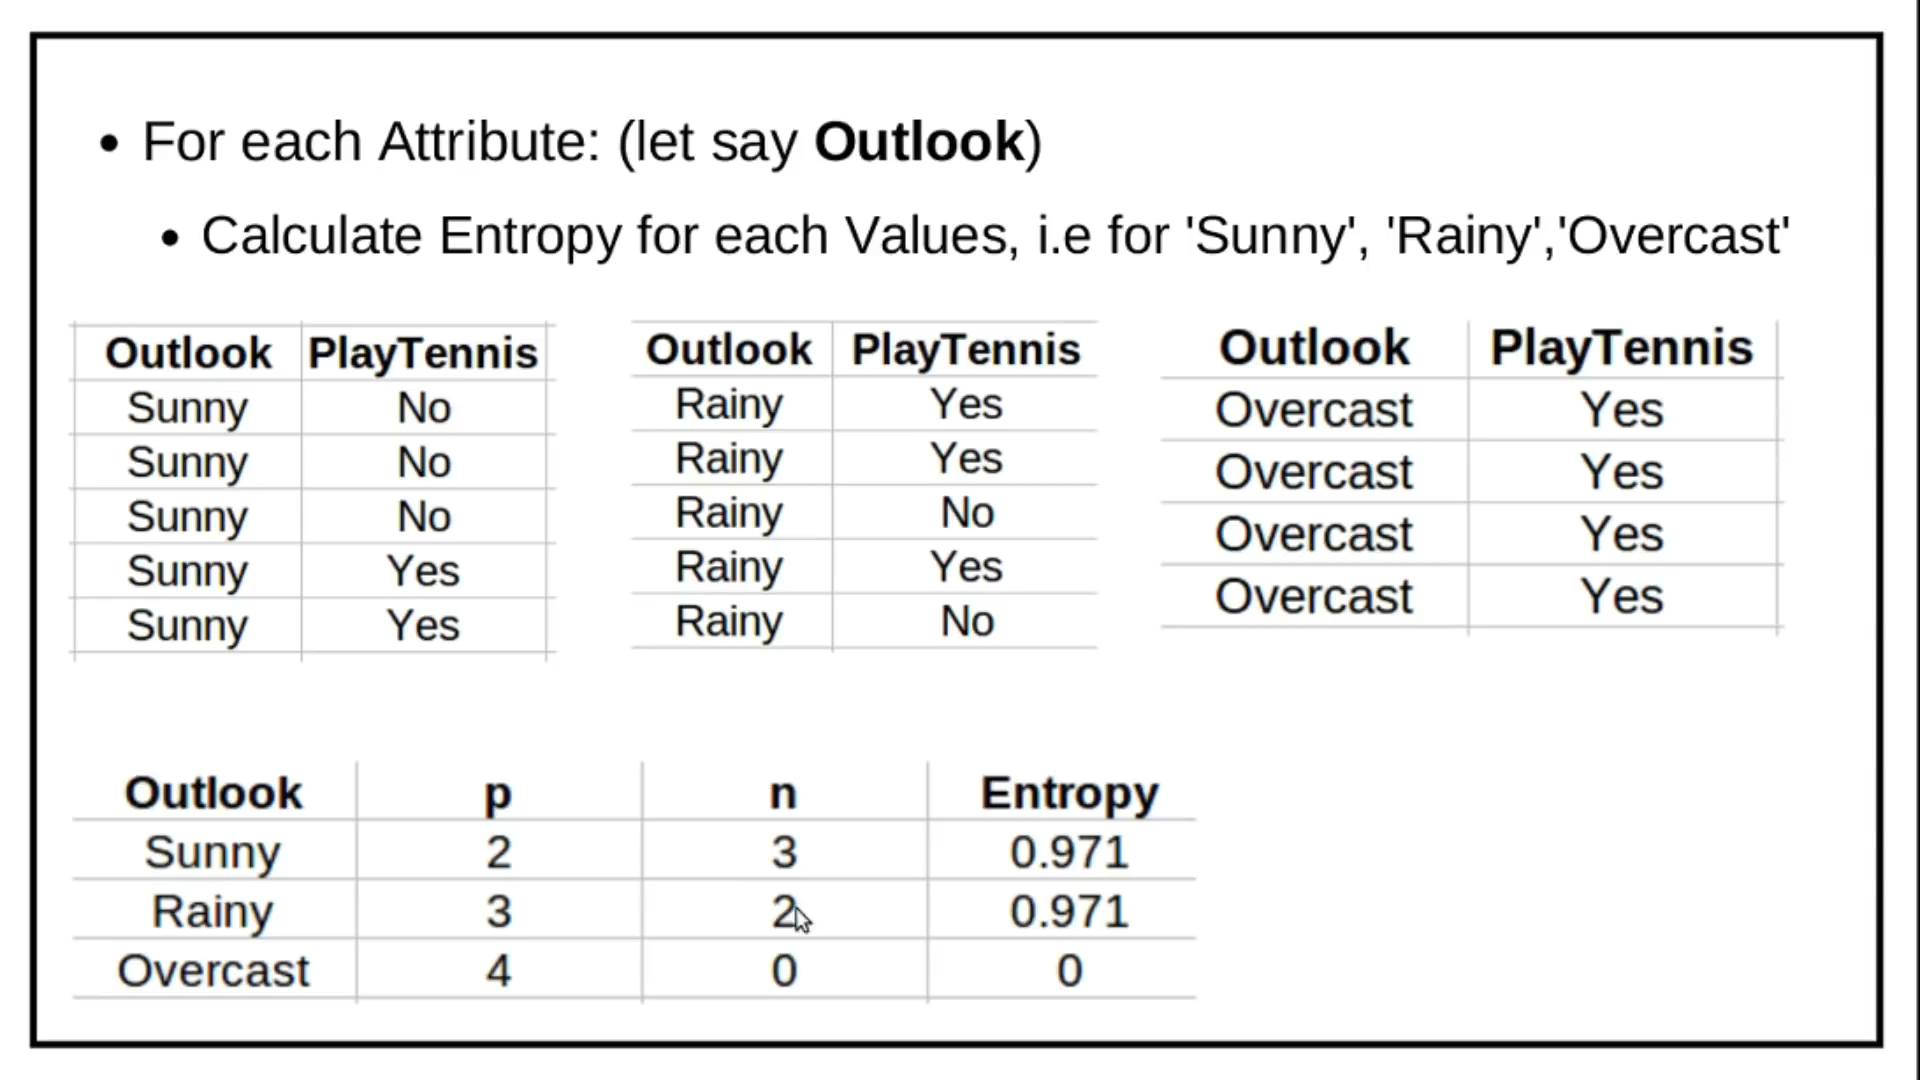 • For each Attribute: (let say Outlook)
• Calculate Entropy for each Values, i.e for 'Sunny', 'Rainy','Overcast'
Outlook PlayTennis
Sunny No
Sunny No
Sunny No
Sunny Yes
Sunny Yes
Outlook PlayTennis
Rainy Yes
Rainy Yes
Rainy No
Rainy Yes
Rainy No
Outlook PlayTennis
Overcast Yes
Overcast Yes
Overcast Yes
Overcast Yes
Outlook p n Entropy
Sunny 2 3 0.971
Rainy 3 2 0.971
Overcast 4 0 0